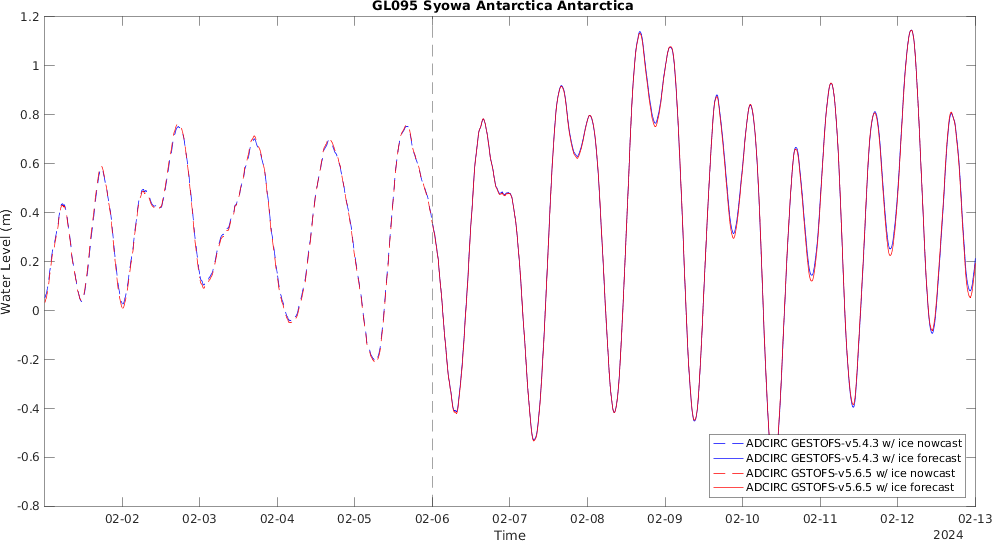 GL095 Syowa Antarctica Antarctica
Water Level (m)
1.2
1
0.8
0.6
0.4
0.2
0
-0.2
-0.4
-0.6
-0.8
ADCIRC GESTOFS-v5.4.3 w/ ice nowcast
ADCIRC GESTOFS-v5.4.3 w/ ice forecast
ADCIRC GSTOFS-v5.6.5 w/ ice nowcast
ADCIRC GSTOFS-v5.6.5 w/ ice forecast
02-02 02-03 02-04 02-05 02-06 02-07 02-08 02-09 02-10 02-11 02-12 02-13
Time
2024